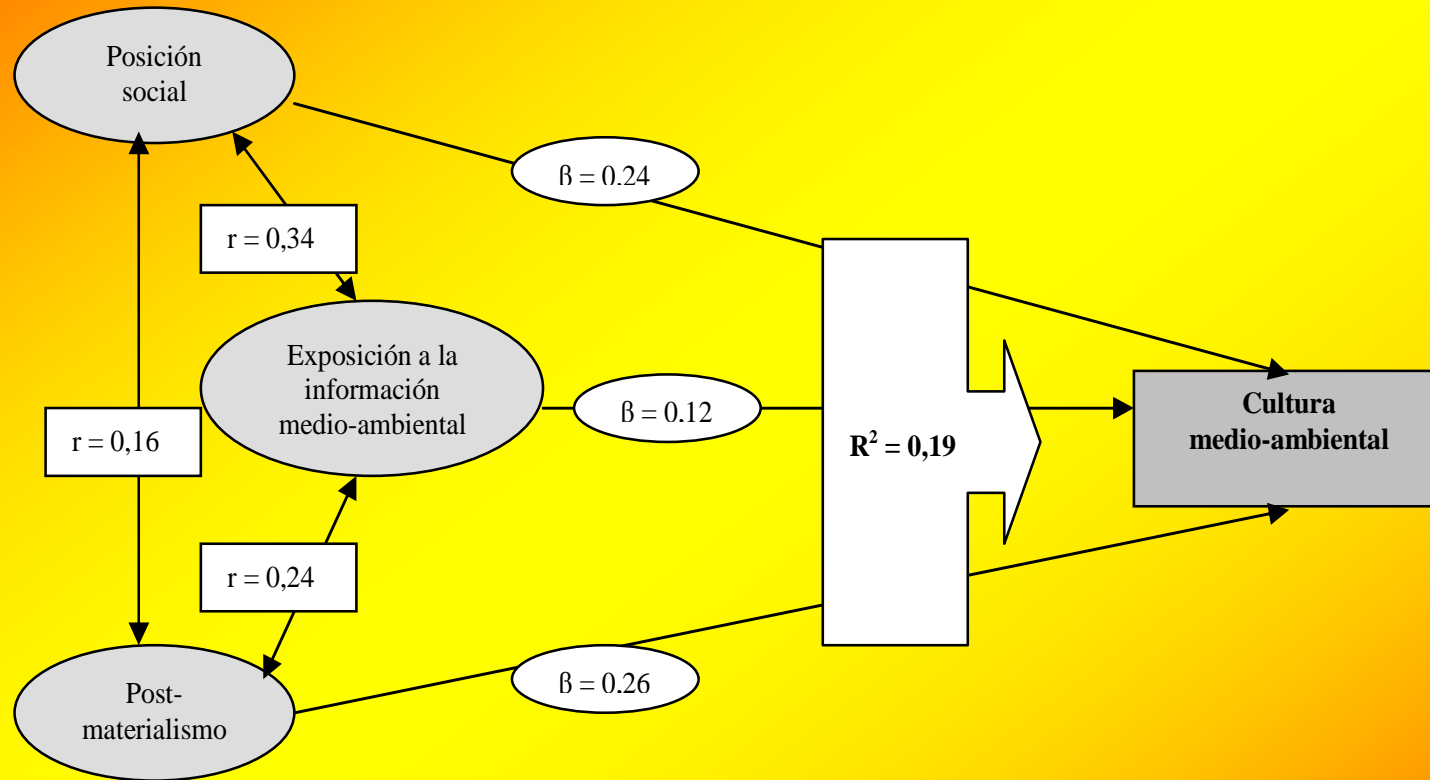 Posición
social
ß = 0,24
r = 0,34
Exposición a la
información
medio-ambiental
ß = 0,12
r = 0,16
R² = 0,19
Cultura
medio-ambiental
r = 0,24
ß = 0,26
Post-
materialismo